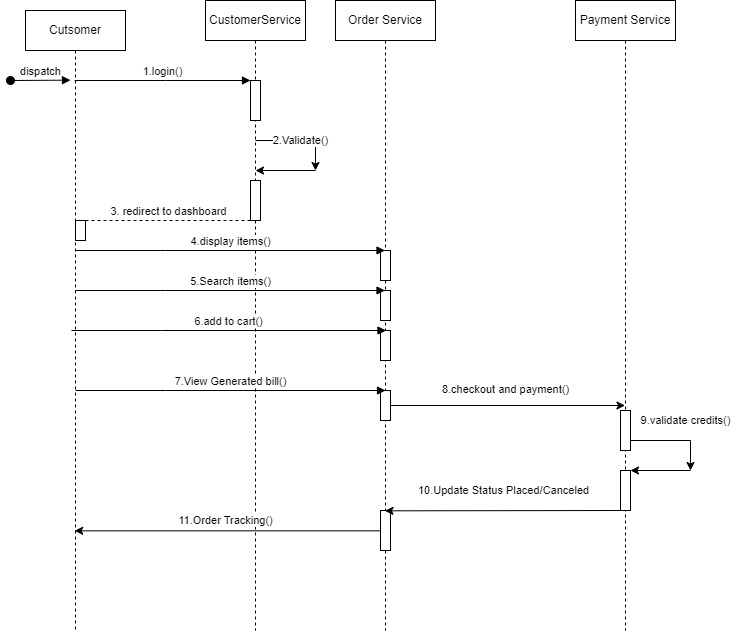 Cutsomer
CustomerService
Order Service
Payment Service
dispatch
1.login()
2.Validate()
3. redirect to dashboard
4.display items()
5.Search items()
6.add to cart()
7.View Generated bill()
8.checkout and payment()
9.validate credits()
10.Update Status Placed/Canceled
11.Order Tracking()